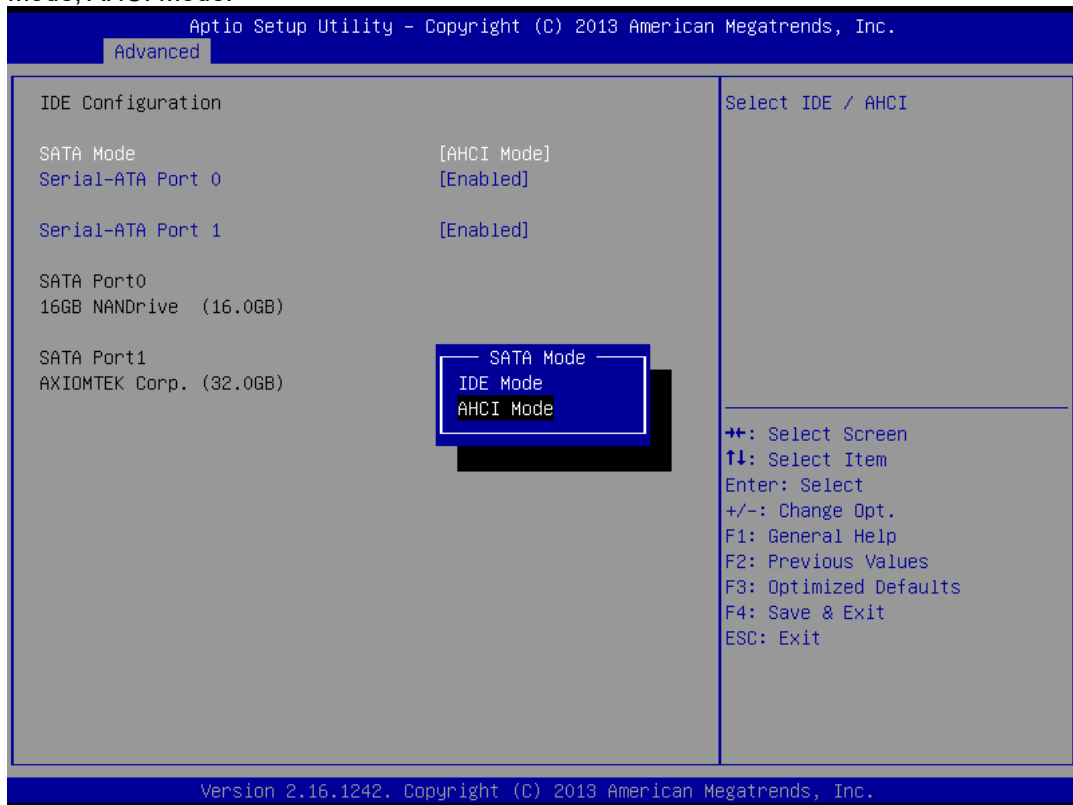 Mode, AHCI Mode.
Aptio Setup Utility – Copyright (C) 2013 American Megatrends, Inc.
Advanced
IDE Configuration
SATA Mode [AHCI Mode]
Serial-ATA Port 0 [Enabled]
Serial-ATA Port 1 [Enabled]
SATA Port0
16GB NANDrive (16.0GB)
SATA Port1
AXIOMTEK Corp. (32.0GB)
SATA Mode
IDE Mode
AHCI Mode
Select IDE / AHCI
→←: Select Screen
↑↓: Select Item
Enter: Select
+/-: Change Opt.
F1: General Help
F2: Previous Values
F3: Optimized Defaults
F4: Save & Exit
ESC: Exit
Version 2.16.1242. Copyright (C) 2013 American Megatrends, Inc.